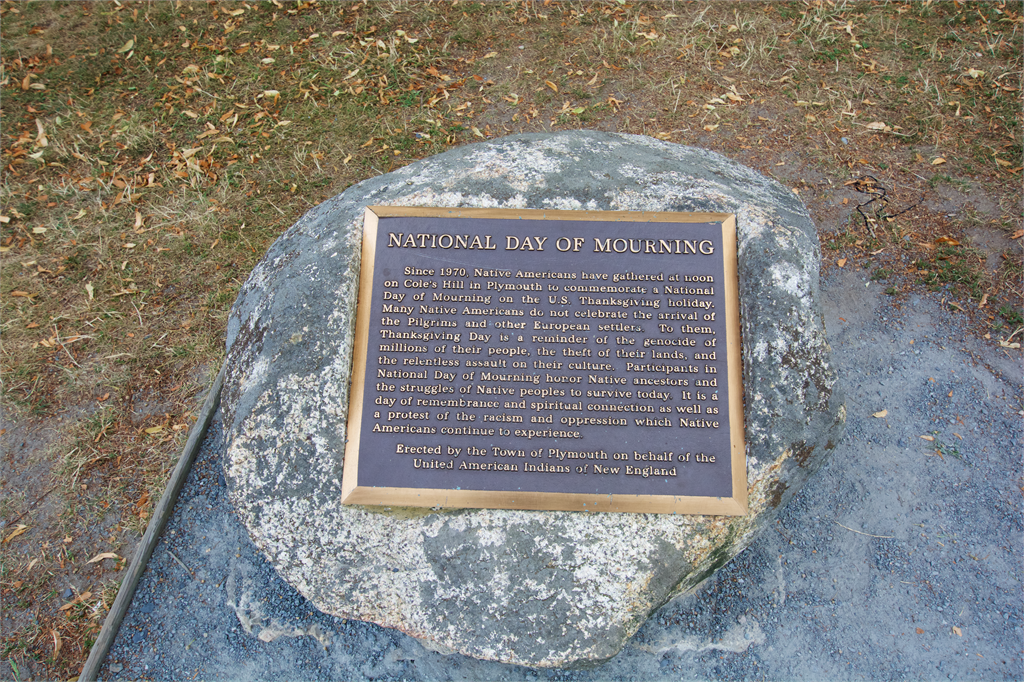 NATIONAL DAY OF MOURNING
Since 1970, Native Americans have gathered at noon
on Cole's Hill in Plymouth to commemorate a National
Day of Mourning on the U.S. Thanksgiving holiday.
Many Native Americans do not celebrate the arrival of
the Pilgrims and other European settlers. To them,
Thanksgiving Day is a reminder of the genocide of
millions of their people, the theft of their lands, and
the relentless assault on their culture. Participants in
National Day of Mourning honor Native ancestors and
the struggles of Native peoples to survive today. It is a
day of remembrance and spiritual connection as well as
a protest of the racism and oppression which Native
Americans continue to experience.
Erected by the Town of Plymouth on behalf of the
United American Indians of New England